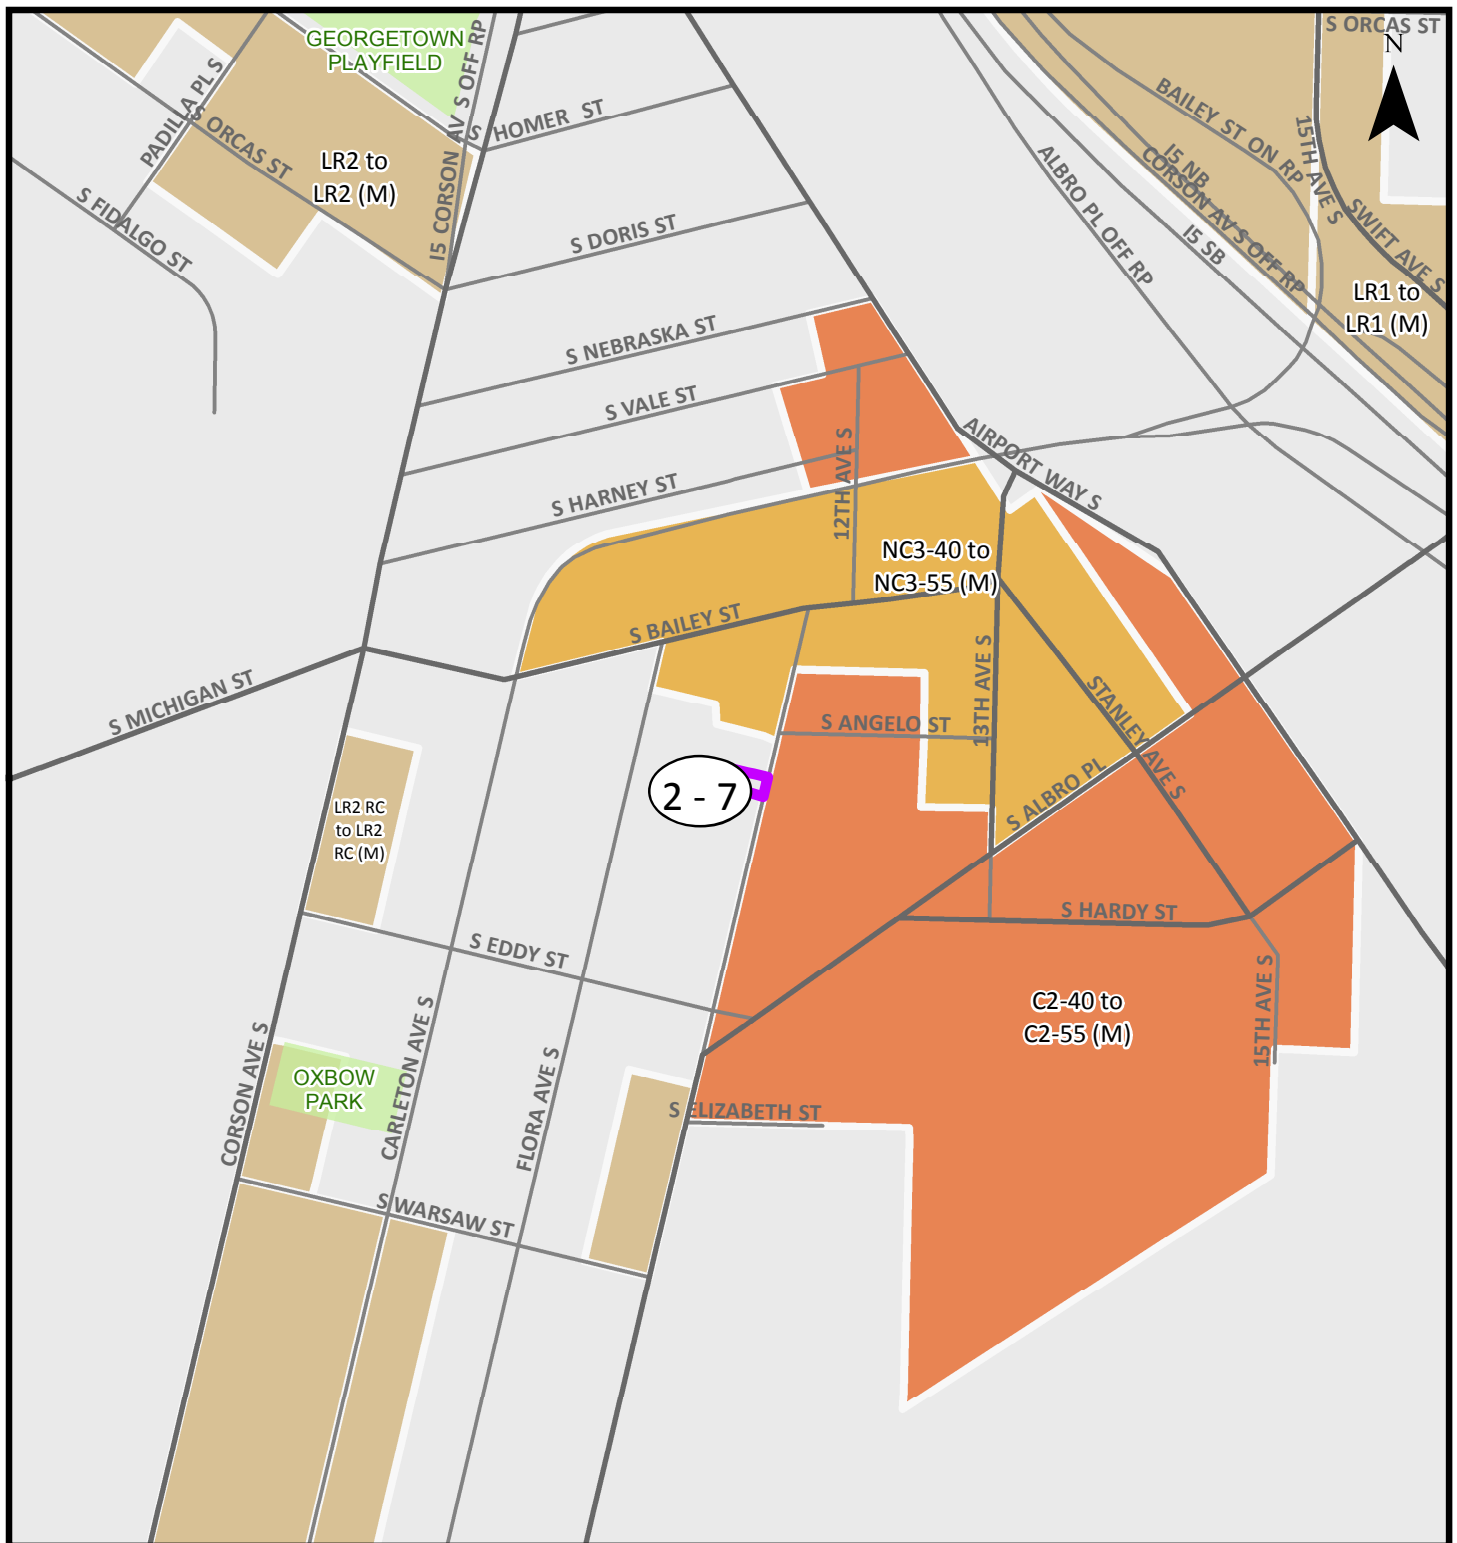 S ORCAS ST
N
GEORGETOWN
PLAYFIELD
I5 CORSON AV S OFF RP
S HOMER ST
PADILLA PL S
S ORCAS ST
LR2 to
LR2 (M)
S FIDALGO ST
BAILEY ST ON RP
15TH AVE S
I5 NB
CORSON AV S OFF RP
ALBRO PL OFF RP
I5 SB
SWIFT AVE S
LR1 to
LR1 (M)
S DORIS ST
S NEBRASKA ST
S VALE ST
S HARNEY ST
12TH AVE S
AIRPORT WAY S
NC3-40 to
NC3-55 (M)
S BAILEY ST
S MICHIGAN ST
13TH AVE S
STANLEY AVE S
S ANGELO ST
2 - 7
S ALBRO PL
LR2 RC
to LR2
RC (M)
S HARDY ST
S EDDY ST
C2-40 to
C2-55 (M)
15TH AVE S
CORSON AVE S
OXBOW
PARK
CARLETON AVE S
FLORA AVE S
S ELIZABETH ST
S WARSAW ST